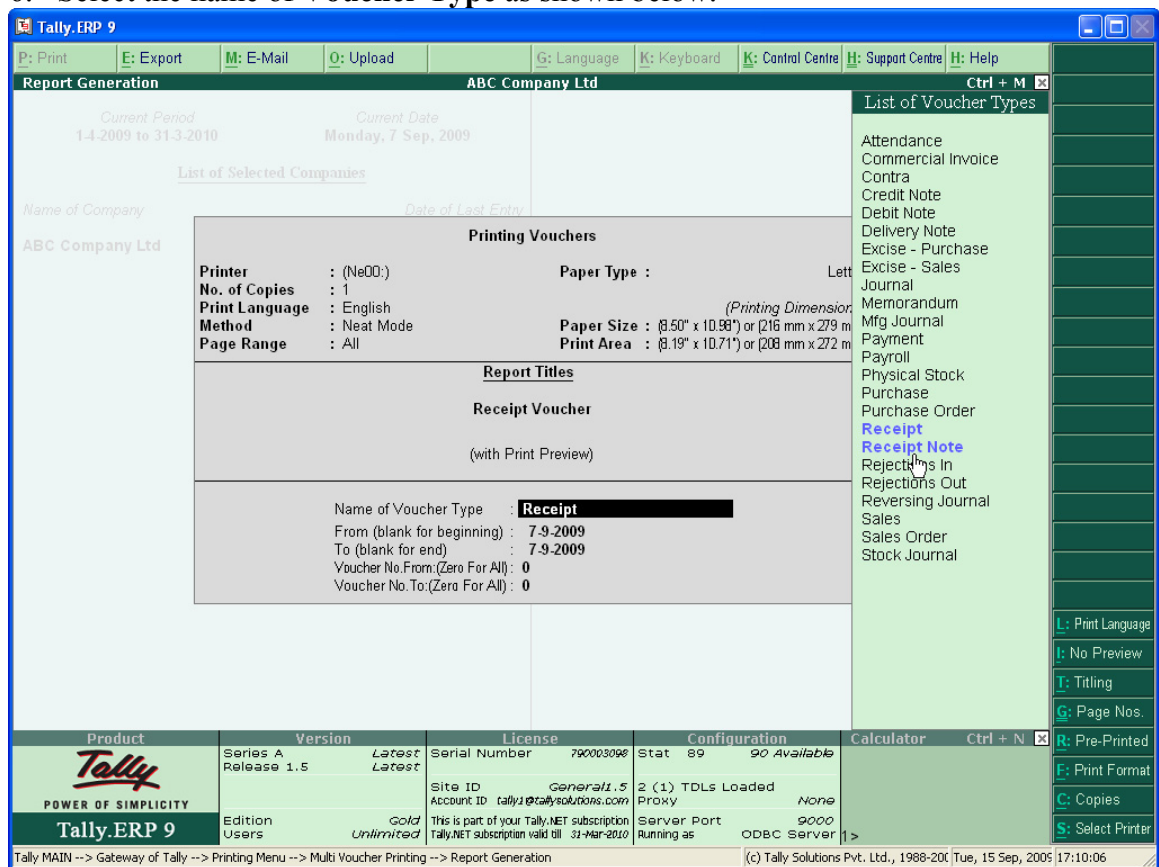 6. Select the name of Voucher Type as shown below.
Tally.ERP 9
P: Print E: Export M: E-Mail O: Upload G: Language K: Keyboard K: Control Centre H: Support Centre H: Help
Report Generation ABC Company Ltd Ctrl + M
Current Period Current Date
1-4-2009 to 31-3-2010 Monday, 7 Sep, 2009
List of Selected Companies
Name of Company Date of Last Entry
ABC Company Ltd
List of Voucher Types
Attendance
Commercial Invoice
Contra
Credit Note
Debit Note
Delivery Note
Excise - Purchase
Excise - Sales
Journal
Memorandum
Mfg Journal
Payment
Payroll
Physical Stock
Purchase
Purchase Order
Receipt
Receipt Note
Rejections In
Rejections Out
Reversing Journal
Sales
Sales Order
Stock Journal
Printing Vouchers
Printer : (Ne00:) Paper Type : Lett
No. of Copies : 1
Print Language : English (Printing Dimension
Method : Neat Mode Paper Size : (8.50" x 10.98") or (216 mm x 279 m
Page Range : All Print Area : (8.19" x 10.71") or (208 mm x 272 m
Report Titles
Receipt Voucher
(with Print Preview)
Name of Voucher Type : Receipt
From (blank for beginning) : 7-9-2009
To (blank for end) : 7-9-2009
Voucher No.From:(Zero For All) : 0
Voucher No.To:(Zero For All) : 0
L: Print Language
I: No Preview
T: Titling
G: Page Nos.
R: Pre-Printed
F: Print Format
C: Copies
S: Select Printer
Product Version License Configuration Calculator Ctrl + N
Tally
POWER OF SIMPLICITY
Tally.ERP 9
Series A Latest
Release 1.5 Latest
Edition Gold
Users Unlimited
Serial Number 790003098
Site ID General1.5
Account ID tally1@tallysolutions.com
This is part of your Tally.NET subscription
Tally.NET subscription valid till 31-Mar-2010
Stat 89 90 Available
2 (1) TDLs Loaded
Proxy None
Server Port 9000
Running as ODBC Server
1 >
Tally MAIN --> Gateway of Tally --> Printing Menu --> Multi Voucher Printing --> Report Generation (c) Tally Solutions Pvt. Ltd., 1988-200 Tue, 15 Sep, 2009 17:10:06